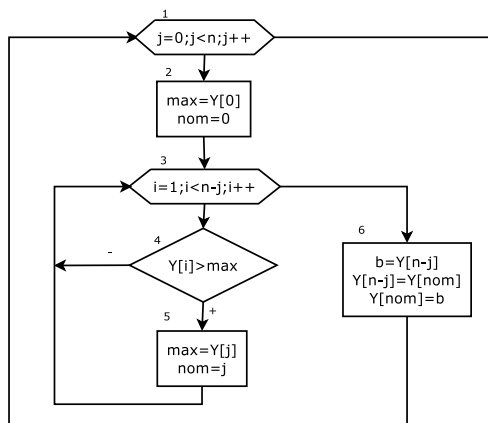 1
j=0;j<n;j++
2
max=Y[0]
nom=0
3
i=1;i<n-j;i++
4
Y[i]>max
-
+
5
max=Y[j]
nom=j
6
b=Y[n-j]
Y[n-j]=Y[nom]
Y[nom]=b